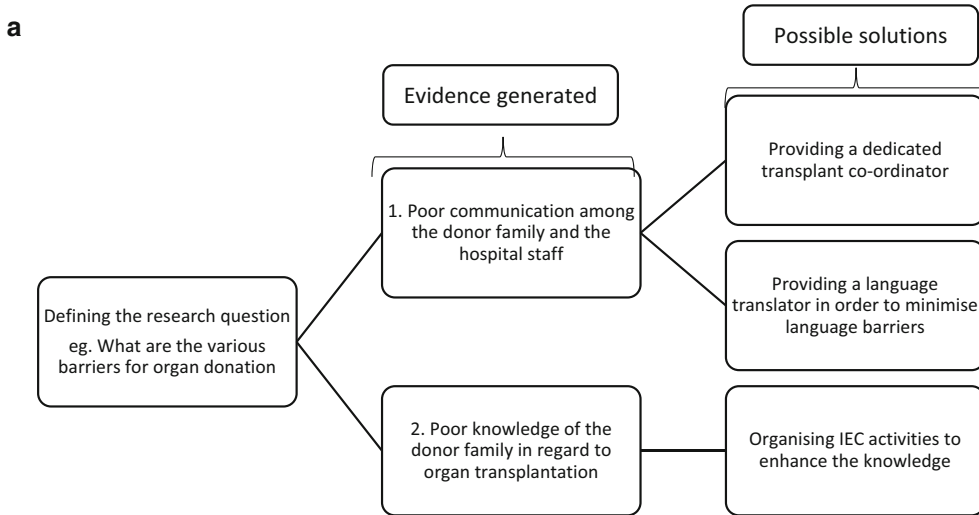 a
Possible solutions
Evidence generated
Providing a dedicated
transplant co-ordinator
1. Poor communication among
the donor family and the
hospital staff
Providing a language
translator in order to minimise
language barriers
Defining the research question
eg. What are the various
barriers for organ donation
2. Poor knowledge of the
donor family in regard to
organ transplantation
Organising IEC activities to
enhance the knowledge